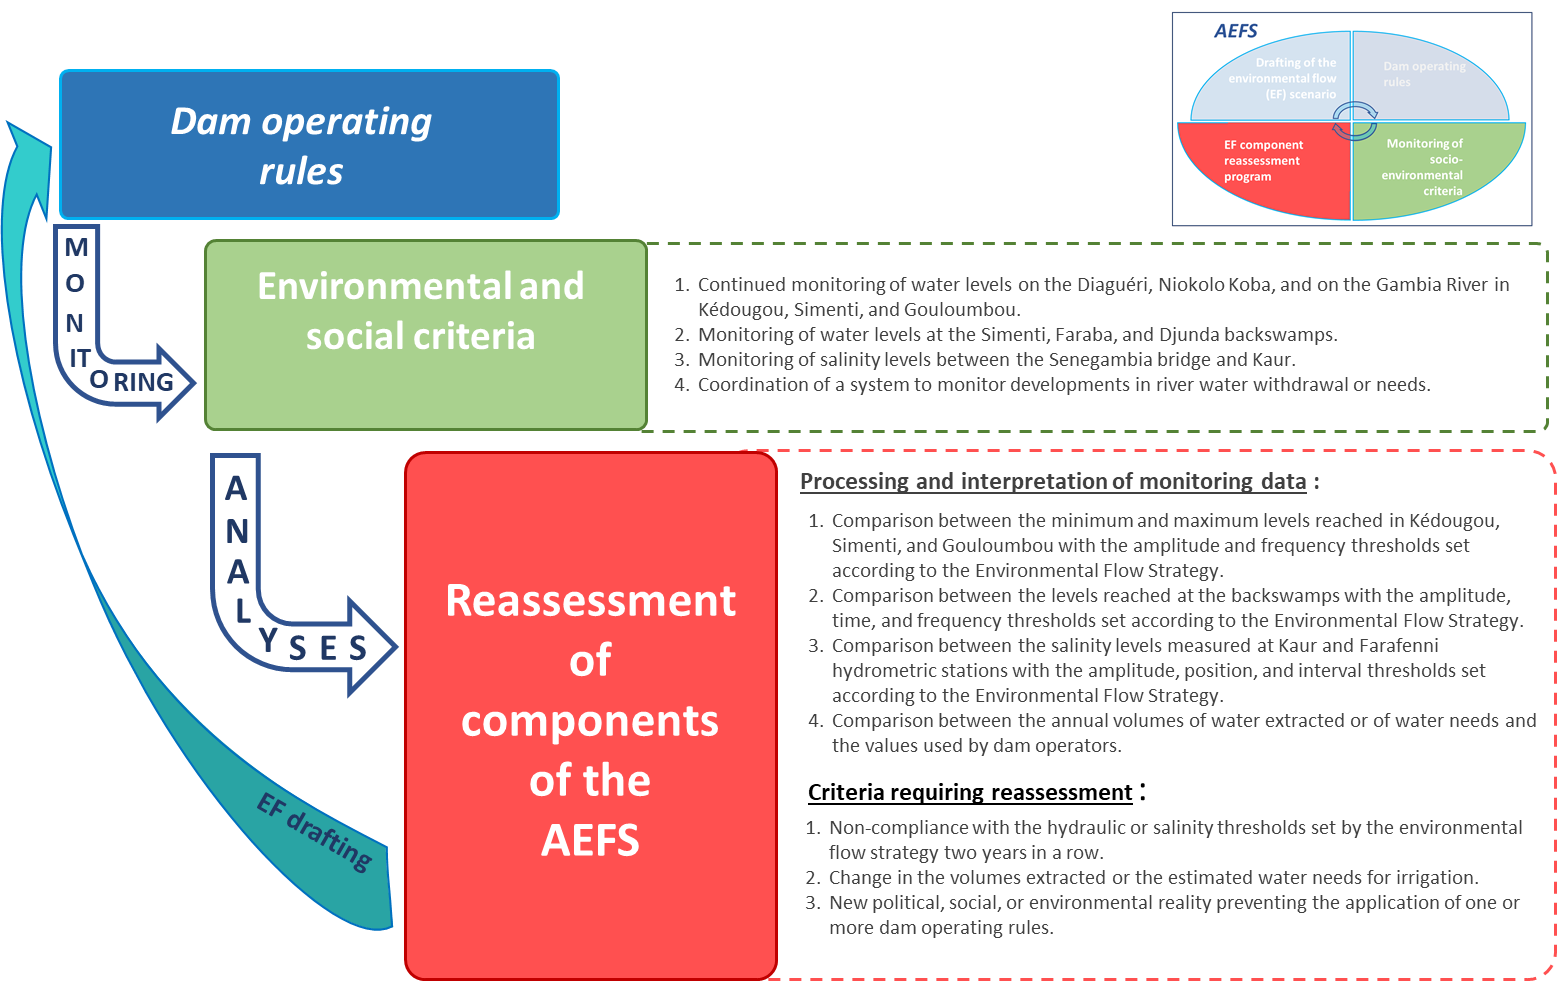 AEFS
Drafting of the
environmental flow
(EF) scenario
Dam operating
rules
EF component
reassessment
program
Monitoring of
socio-
environmental
criteria
Dam operating
rules
MONITORING
Environmental and
social criteria
1. Continued monitoring of water levels on the Diaguéri, Niokolo Koba, and on the Gambia River in
Kédougou, Simenti, and Gouloumbou.
2. Monitoring of water levels at the Simenti, Faraba, and Djunda backswamps.
3. Monitoring of salinity levels between the Senegambia bridge and Kaur.
4. Coordination of a system to monitor developments in river water withdrawal or needs.
ANALYSES
Reassessment
of
components
of the
AEFS
Processing and interpretation of monitoring data :
1. Comparison between the minimum and maximum levels reached in Kédougou,
Simenti, and Gouloumbou with the amplitude and frequency thresholds set
according to the Environmental Flow Strategy.
2. Comparison between the levels reached at the backswamps with the amplitude,
time, and frequency thresholds set according to the Environmental Flow Strategy.
3. Comparison between the salinity levels measured at Kaur and Farafenni
hydrometric stations with the amplitude, position, and interval thresholds set
according to the Environmental Flow Strategy.
4. Comparison between the annual volumes of water extracted or of water needs and
the values used by dam operators.
Criteria requiring reassessment :
1. Non-compliance with the hydraulic or salinity thresholds set by the environmental
flow strategy two years in a row.
2. Change in the volumes extracted or the estimated water needs for irrigation.
3. New political, social, or environmental reality preventing the application of one or
more dam operating rules.
EF drafting